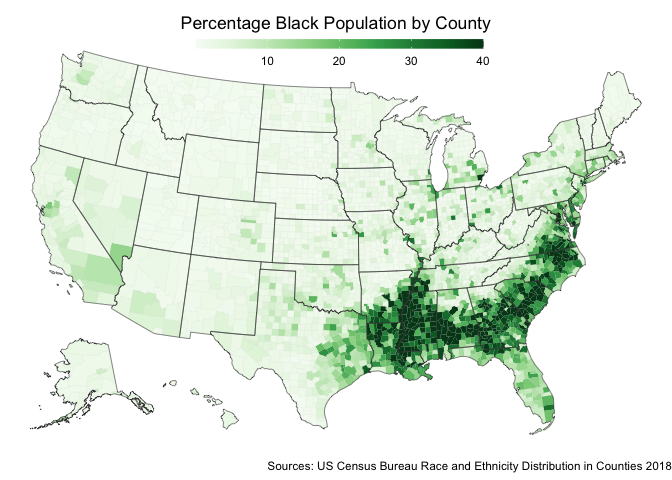 Percentage Black Population by County
10 20 30 40
Sources: US Census Bureau Race and Ethnicity Distribution in Counties 2018